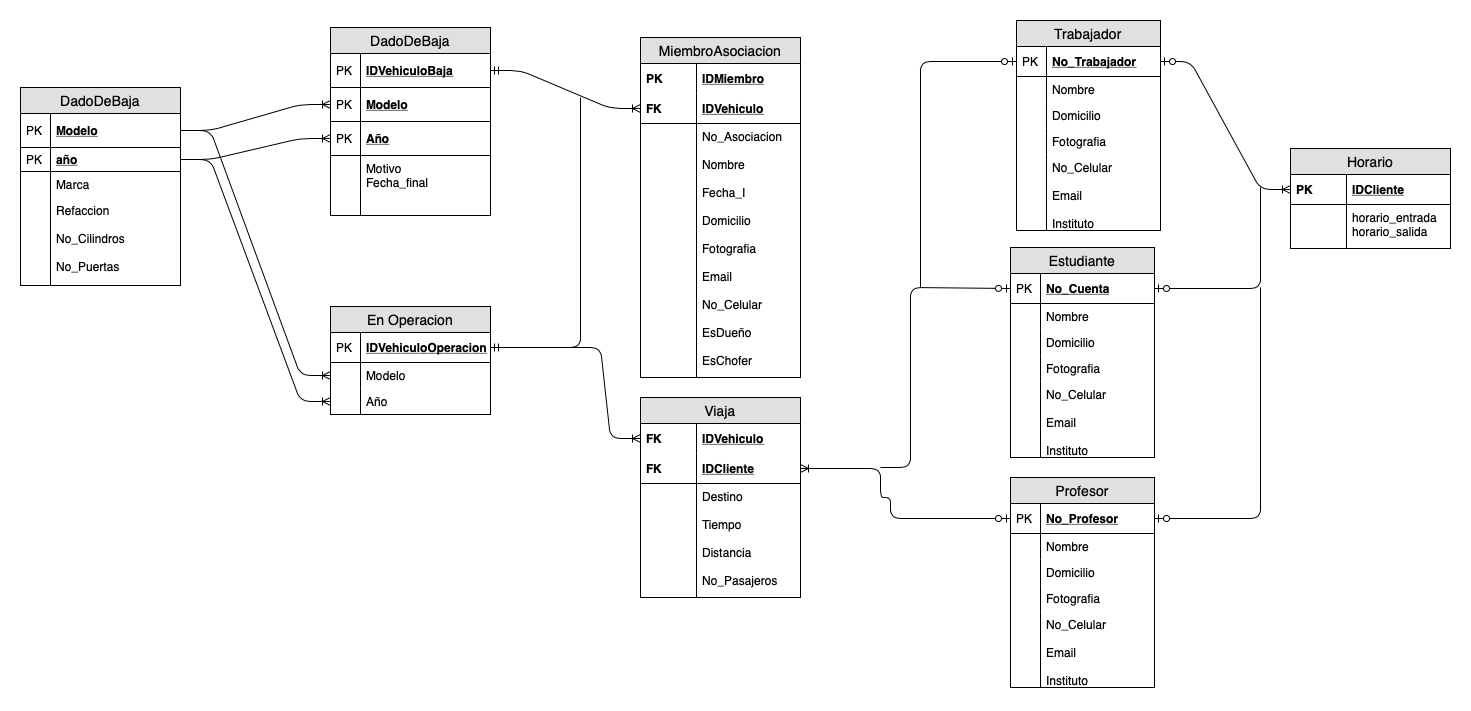 DadoDeBaja
PK Modelo
PK año
Marca
Refaccion
No_Cilindros
No_Puertas
DadoDeBaja
PK IDVehiculoBaja
PK Modelo
PK Año
Motivo
Fecha_final
En Operacion
PK IDVehiculoOperacion
Modelo
Año
MiembroAsociacion
PK IDMiembro
FK IDVehiculo
No_Asociacion
Nombre
Fecha_I
Domicilio
Fotografia
Email
No_Celular
EsDueño
EsChofer
Viaja
FK IDVehiculo
FK IDCliente
Destino
Tiempo
Distancia
No_Pasajeros
Trabajador
PK No_Trabajador
Nombre
Domicilio
Fotografia
No_Celular
Email
Instituto
Estudiante
PK No_Cuenta
Nombre
Domicilio
Fotografia
No_Celular
Email
Instituto
Profesor
PK No_Profesor
Nombre
Domicilio
Fotografia
No_Celular
Email
Instituto
Horario
PK IDCliente
horario_entrada
horario_salida